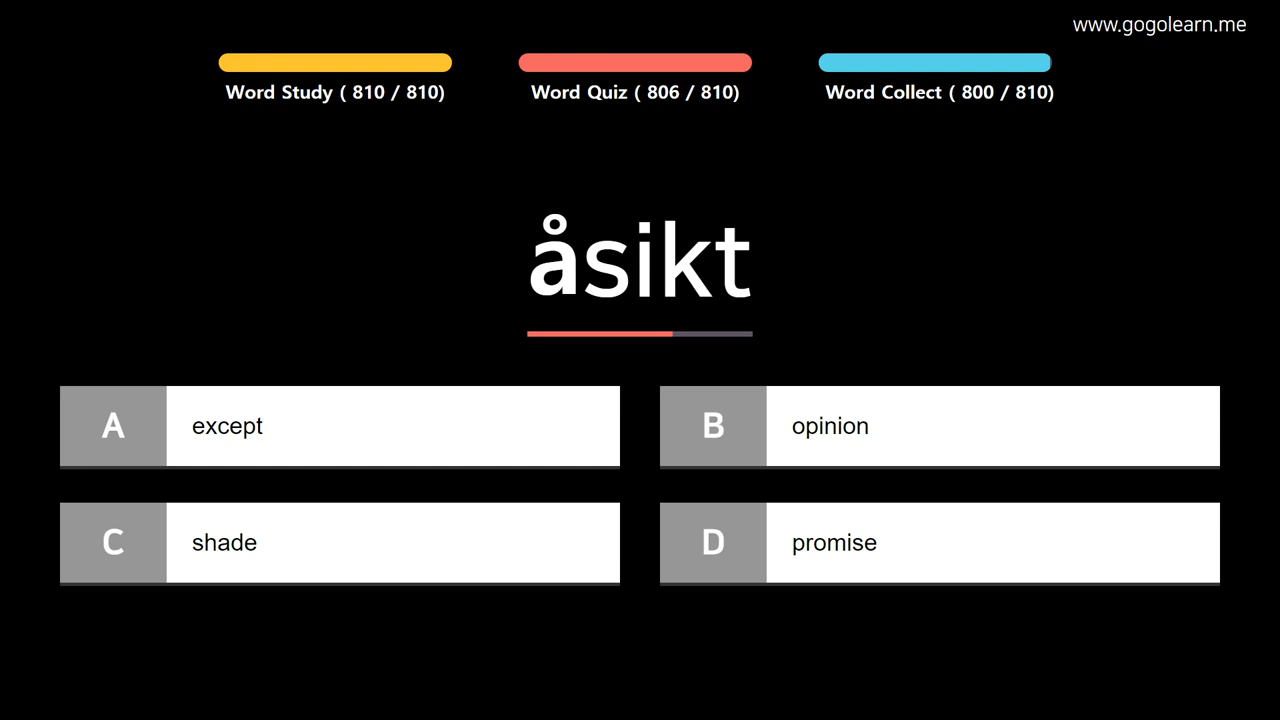 www.gogolearn.me
Word Study ( 810 / 810)
Word Quiz ( 806 / 810)
Word Collect ( 800 / 810)
åsikt
A except
B opinion
C shade
D promise